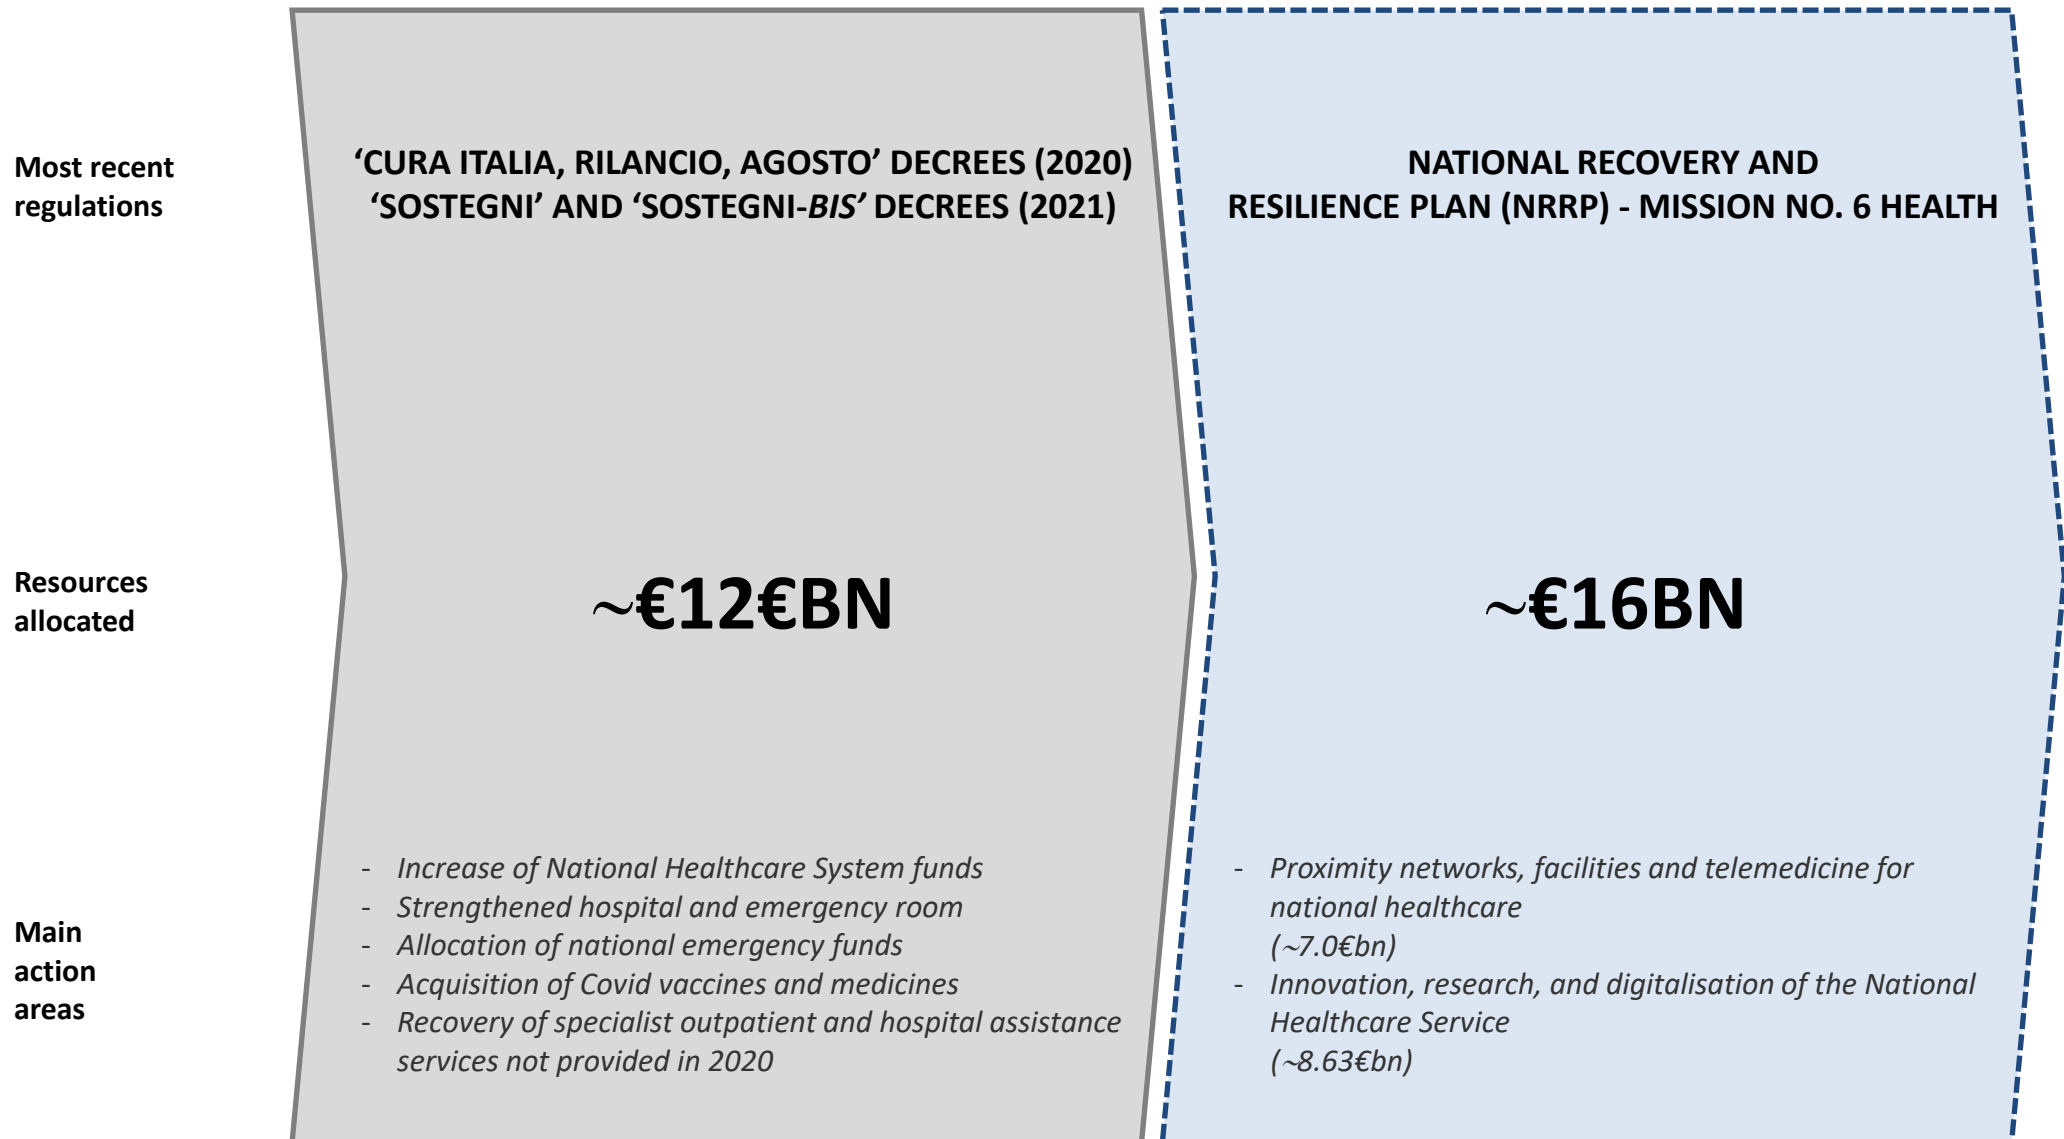 Most recent
regulations
‘CURA ITALIA, RILANCIO, AGOSTO’ DECREES (2020)
‘SOSTEGNI’ AND ‘SOSTEGNI-BIS’ DECREES (2021)
NATIONAL RECOVERY AND
RESILIENCE PLAN (NRRP) - MISSION NO. 6 HEALTH
Resources
allocated
~€12€BN
~€16BN
Main
action
areas
- Increase of National Healthcare System funds
- Strengthened hospital and emergency room
- Allocation of national emergency funds
- Acquisition of Covid vaccines and medicines
- Recovery of specialist outpatient and hospital assistance
services not provided in 2020
- Proximity networks, facilities and telemedicine for
national healthcare
(~7.0€bn)
- Innovation, research, and digitalisation of the National
Healthcare Service
(~8.63€bn)